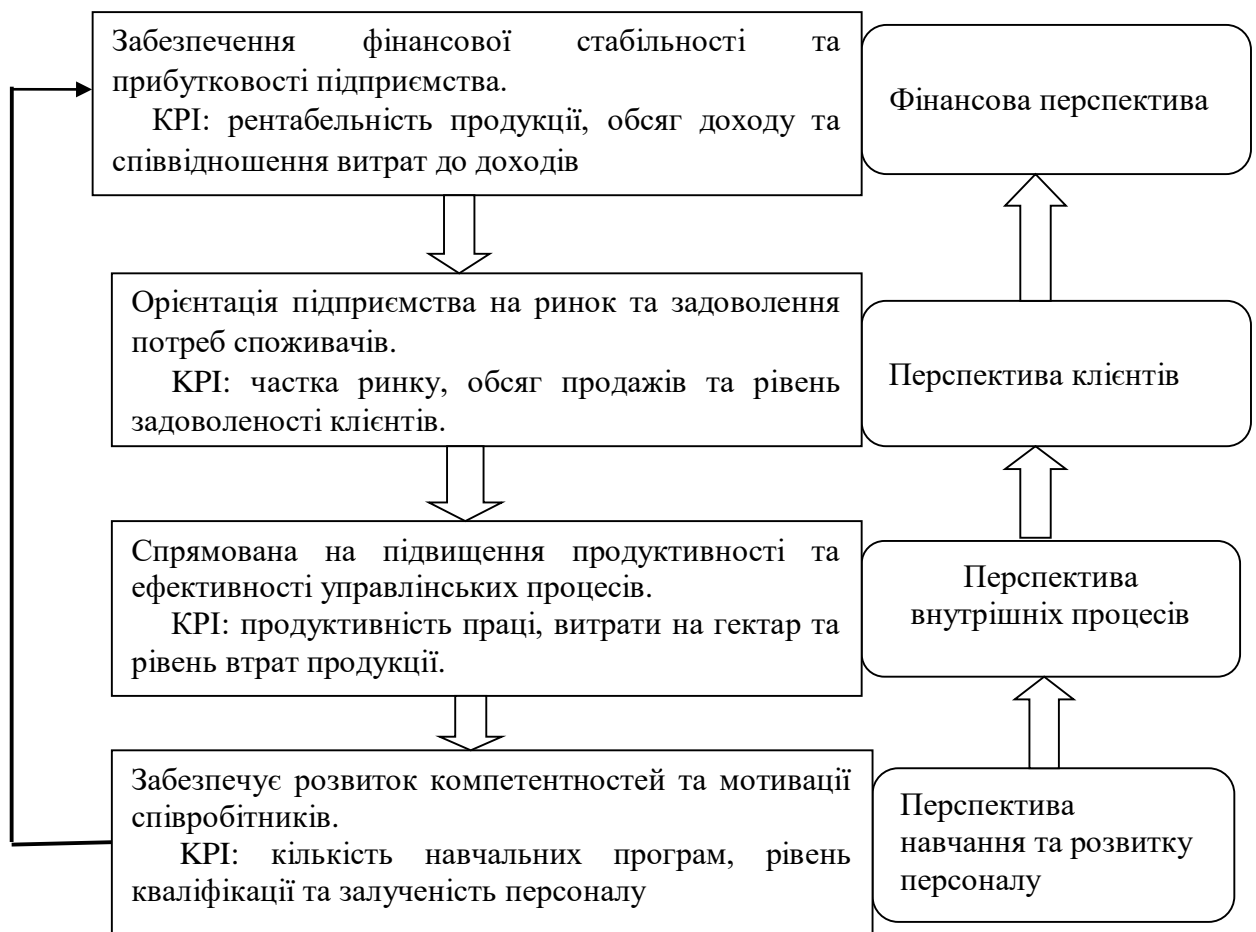 Забезпечення фінансової стабільності та
прибутковості підприємства.
КРІ: рентабельність продукції, обсяг доходу та
співвідношення витрат до доходів
Фінансова перспектива
Орієнтація підприємства на ринок та задоволення
потреб споживачів.
KPI: частка ринку, обсяг продажів та рівень
задоволеності клієнтів.
Перспектива клієнтів
Спрямована на підвищення продуктивності та
ефективності управлінських процесів.
КРІ: продуктивність праці, витрати на гектар та
рівень втрат продукції.
Перспектива
внутрішніх процесів
Забезпечує розвиток компетентностей та мотивації
співробітників.
KPI: кількість навчальних програм, рівень
кваліфікації та залученість персоналу
Перспектива
навчання та розвитку
персоналу